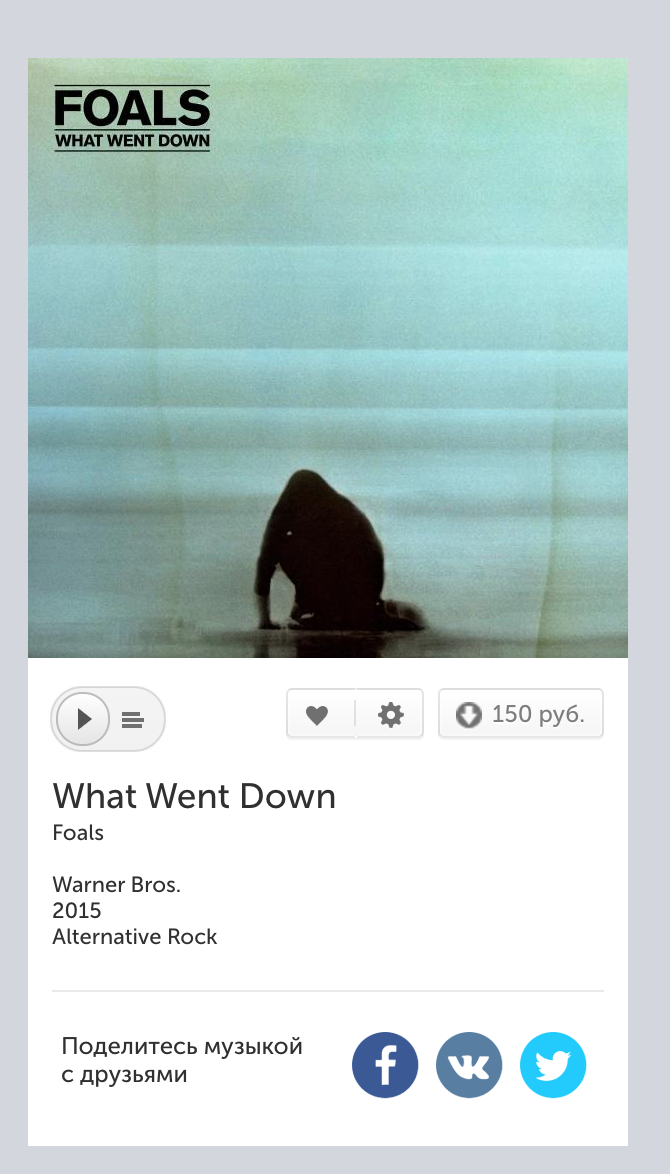 FOALS
WHAT WENT DOWN
150 руб.
What Went Down
Foals
Warner Bros.
2015
Alternative Rock
Поделитесь музыкой
с друзьями